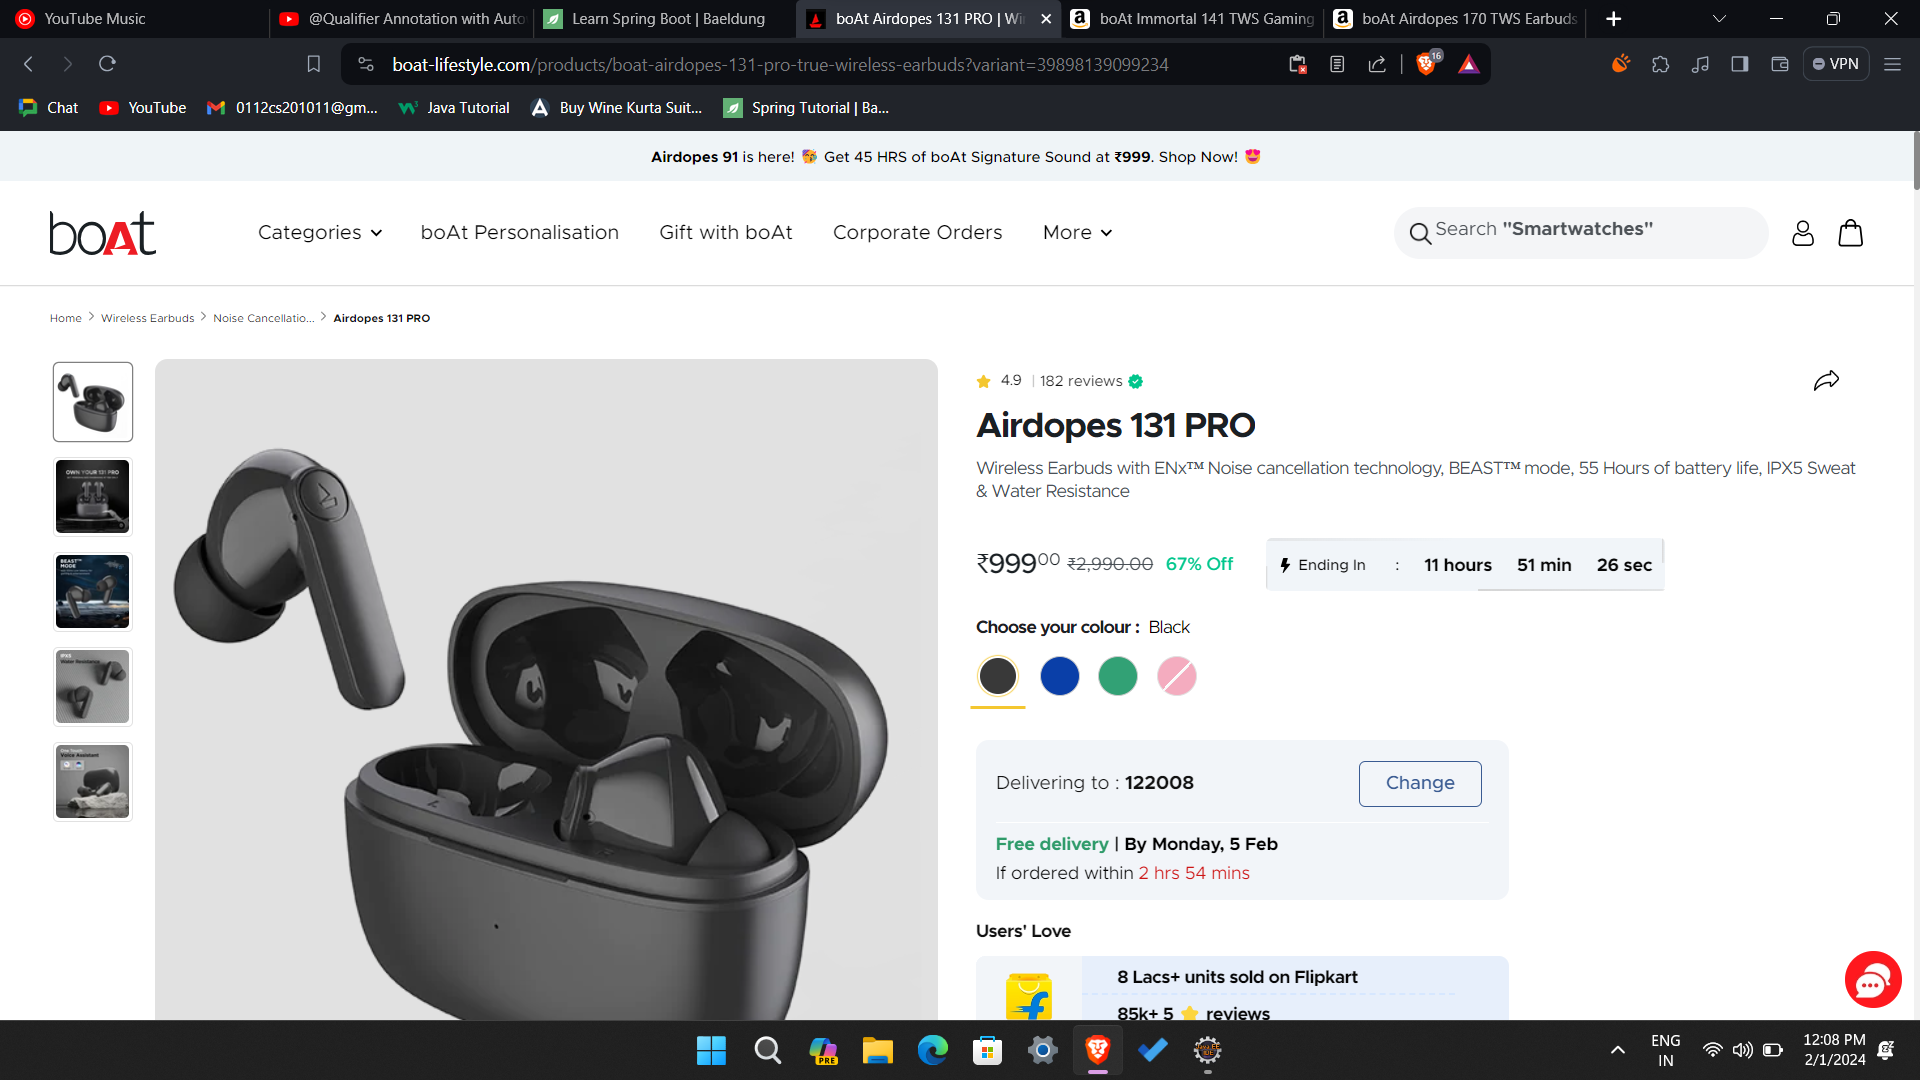 YouTube Music
@Qualifier Annotation with Auto
Learn Spring Boot | Baeldung
boAt Airdopes 131 PRO | Wi
boAt Immortal 141 TWS Gaming
boAt Airdopes 170 TWS Earbuds
boat-lifestyle.com/products/boat-airdopes-131-pro-true-wireless-earbuds?variant=39898139099234
16
VPN
Chat
YouTube
0112cs201011@gm...
Java Tutorial
Buy Wine Kurta Suit...
Spring Tutorial | Ba...
Airdopes 91 is here! 🥳 Get 45 HRS of boAt Signature Sound at ₹999. Shop Now! 😍
boAt
Categories
boAt Personalisation
Gift with boAt
Corporate Orders
More
Search "Smartwatches"
Home > Wireless Earbuds > Noise Cancellatio... > Airdopes 131 PRO
OWN YOUR 131 PRO
BEAST™
MODE
IPX5
Water Resistance
One Touch
Voice Assistant
4.9 | 182 reviews
Airdopes 131 PRO
Wireless Earbuds with ENx™ Noise cancellation technology, BEAST™ mode, 55 Hours of battery life, IPX5 Sweat
& Water Resistance
₹99900 ₹2,990.00 67% Off
Ending In : 11 hours 51 min 26 sec
Choose your colour : Black
Delivering to : 122008
Change
Free delivery | By Monday, 5 Feb
If ordered within 2 hrs 54 mins
Users' Love
8 Lacs+ units sold on Flipkart
85k+ 5 ⭐ reviews
PRE
ENG
IN
12:08 PM
2/1/2024